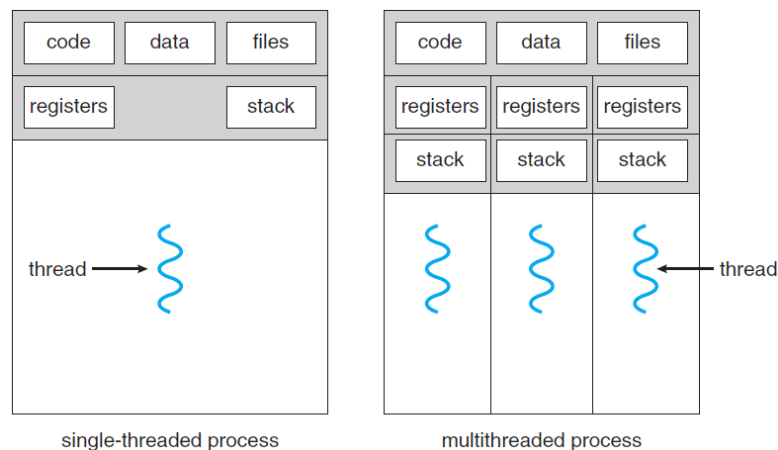 code data files
registers stack
thread
single-threaded process
code data files
registers registers registers
stack stack stack
thread
multithreaded process